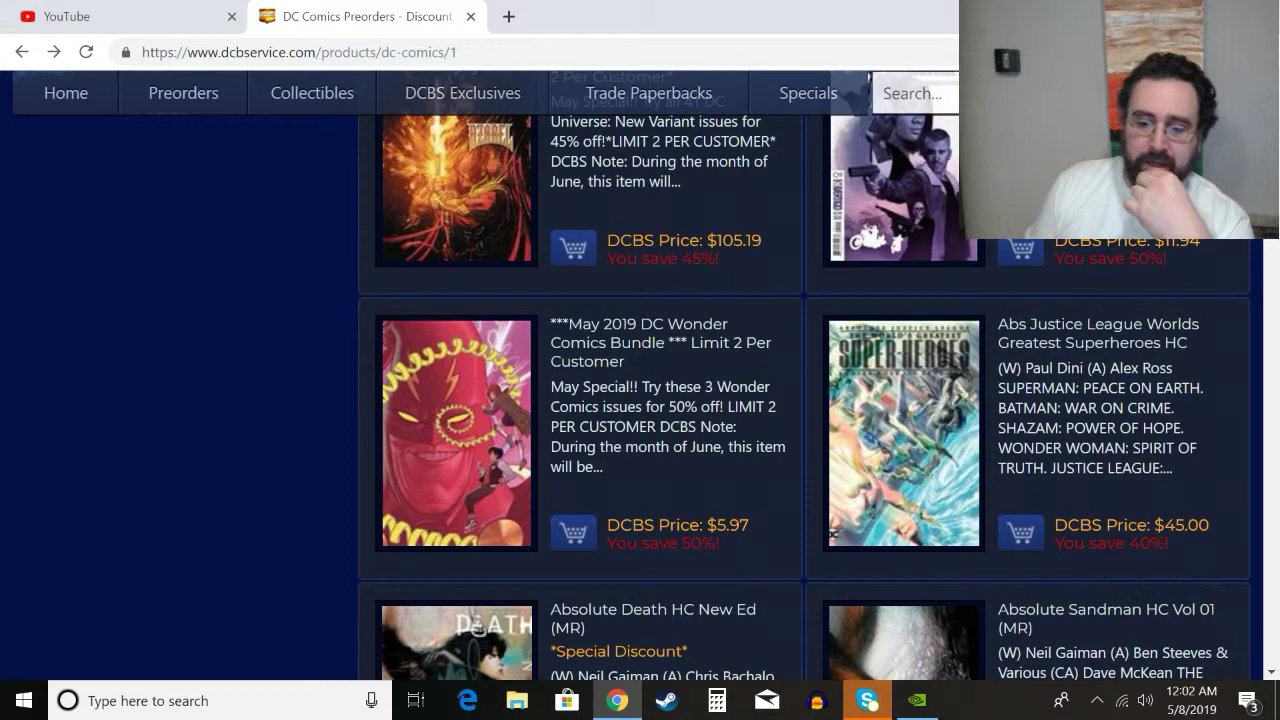 YouTube
DC Comics Preorders - Discount
https://www.dcbservice.com/products/dc-comics/1
Home
Preorders
Collectibles
DCBS Exclusives
Trade Paperbacks
Specials
Search...
2 Per Customer*
May Special!! Try all 41 DC
Universe: New Variant issues for
45% off!*LIMIT 2 PER CUSTOMER*
DCBS Note: During the month of
June, this item will...
DCBS Price: $105.19
You save 45%!
DCBS Price: $11.94
You save 50%!
***May 2019 DC Wonder
Comics Bundle *** Limit 2 Per
Customer
May Special!! Try these 3 Wonder
Comics issues for 50% off! LIMIT 2
PER CUSTOMER DCBS Note:
During the month of June, this item
will be...
DCBS Price: $5.97
You save 50%!
THE WORLD'S GREATEST
SUPER-HEROES
Abs Justice League Worlds
Greatest Superheroes HC
(W) Paul Dini (A) Alex Ross
SUPERMAN: PEACE ON EARTH.
BATMAN: WAR ON CRIME.
SHAZAM: POWER OF HOPE.
WONDER WOMAN: SPIRIT OF
TRUTH. JUSTICE LEAGUE:...
DCBS Price: $45.00
You save 40%!
DEATH
Absolute Death HC New Ed
(MR)
*Special Discount*
(W) Neil Gaiman (A) Chris Bachalo
Absolute Sandman HC Vol 01
(MR)
(W) Neil Gaiman (A) Ben Steeves &
Various (CA) Dave McKean THE
Type here to search
12:02 AM
5/8/2019
3